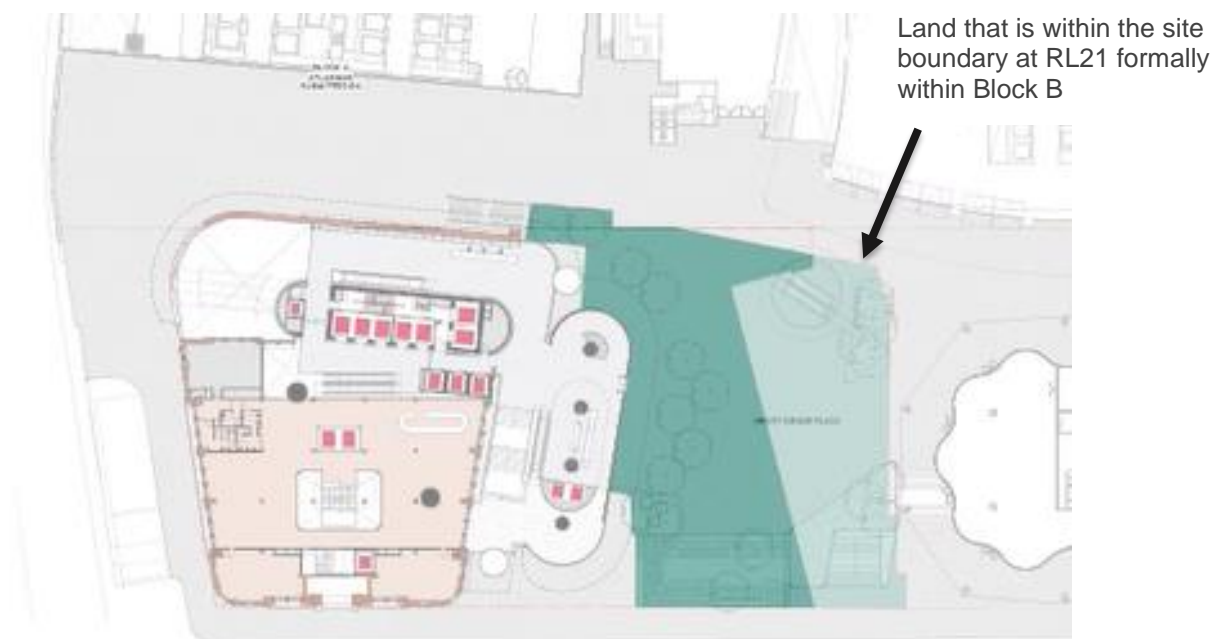 Land that is within the site
boundary at RL21 formally
within Block B